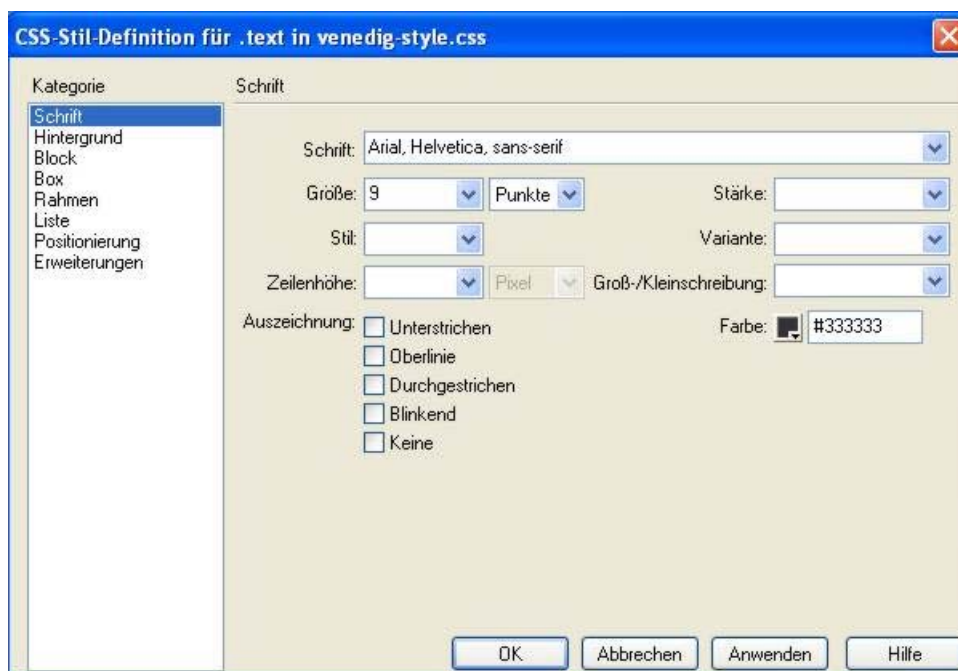 CSS-Stil-Definition für .text in venedig-style.css
Kategorie
Schrift
Hintergrund
Block
Box
Rahmen
Liste
Positionierung
Erweiterungen
Schrift
Schrift: Arial, Helvetica, sans-serif
Größe: 9 Punkte Stärke:
Stil: Variante:
Zeilenhöhe: Pixel Groß-/Kleinschreibung:
Auszeichnung: Unterstrichen Farbe: #333333
Oberlinie
Durchgestrichen
Blinkend
Keine
OK Abbrechen Anwenden Hilfe